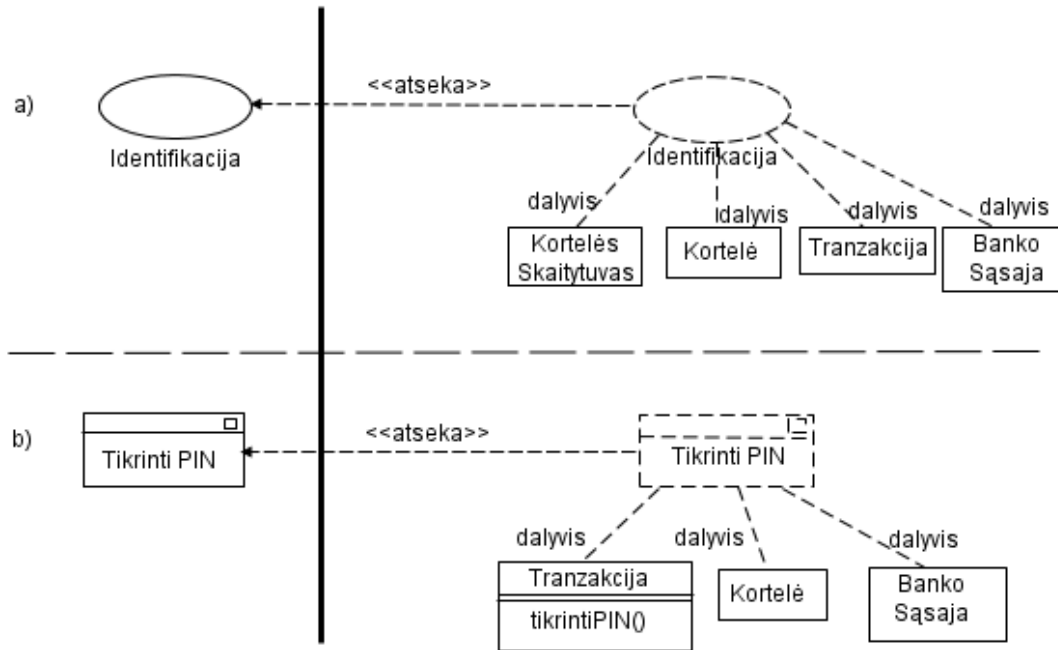 a)
<<atseka>>
Identifikacija
Identifikacija
dalyvis
dalyvis
dalyvis
dalyvis
Kortelės
Skaitytuvas
Kortelė
Tranzakcija
Banko
Sąsaja
b)
<<atseka>>
Tikrinti PIN
Tikrinti PIN
dalyvis
dalyvis
dalyvis
Tranzakcija
tikrintiPIN()
Kortelė
Banko
Sąsaja